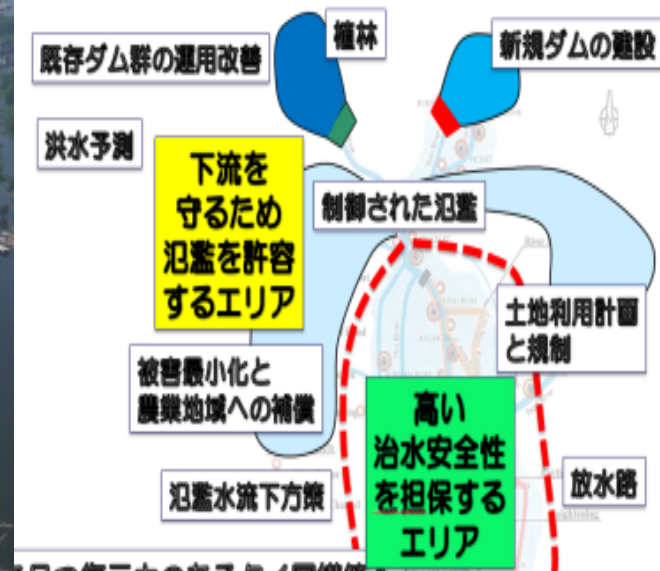 既存ダム群の運用改善
植林
新規ダムの建設
洪水予測
下流を
守るため
氾濫を許容
するエリア
制御された氾濫
土地利用計画
と規制
被害最小化と
農業地域への補償
高い
治水安全性
を担保する
エリア
氾濫水流下方策
放水路